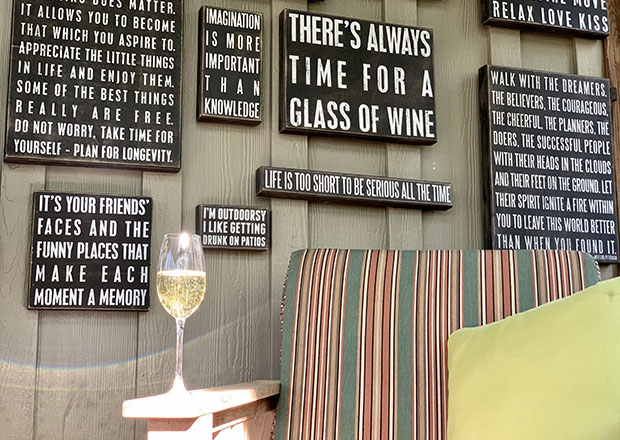 DOES MATTER.
IT ALLOWS YOU TO BECOME
THAT WHICH YOU ASPIRE TO.
APPRECIATE THE LITTLE THINGS
IN LIFE AND ENJOY THEM.
SOME OF THE BEST THINGS
REALLY ARE FREE.
DO NOT WORRY, TAKE TIME FOR
YOURSELF - PLAN FOR LONGEVITY.
IMAGINATION
IS MORE
IMPORTANT
THAN
KNOWLEDGE
THERE'S ALWAYS
TIME FOR A
GLASS OF WINE
MOVE
RELAX LOVE KISS
WALK WITH THE DREAMERS,
THE BELIEVERS, THE COURAGEOUS,
THE CHEERFUL, THE PLANNERS, THE
DOERS, THE SUCCESSFUL PEOPLE
WITH THEIR HEADS IN THE CLOUDS
AND THEIR FEET ON THE GROUND. LET
THEIR SPIRIT IGNITE A FIRE WITHIN
YOU TO LEAVE THIS WORLD BETTER
THAN WHEN YOU FOUND IT.
LIFE IS TOO SHORT TO BE SERIOUS ALL THE TIME
IT'S YOUR FRIENDS'
FACES AND THE
FUNNY PLACES THAT
MAKE EACH
MOMENT A MEMORY
I'M OUTDOORSY
I LIKE GETTING
DRUNK ON PATIOS